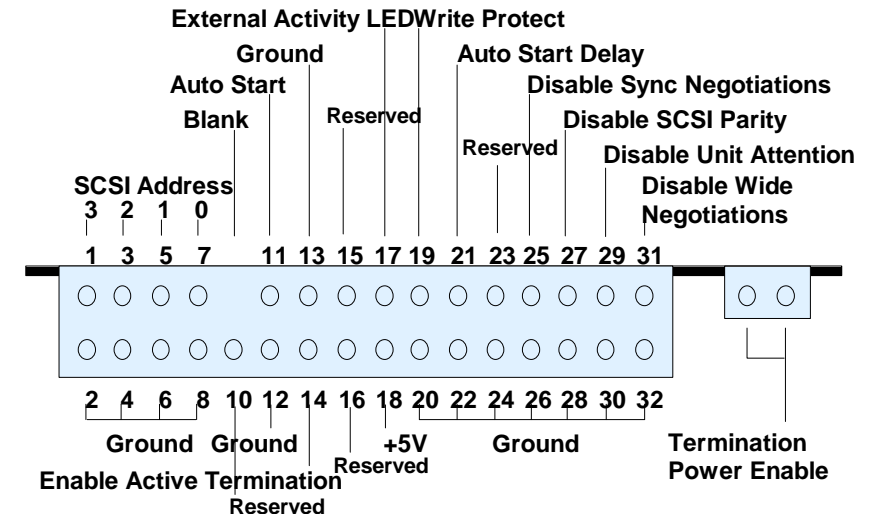 External Activity LED Write Protect
Ground Auto Start Delay
Auto Start Disable Sync Negotiations
Blank Reserved Disable SCSI Parity
Reserved Disable Unit Attention
SCSI Address Disable Wide
3 2 1 0 Negotiations
1 3 5 7 11 13 15 17 19 21 23 25 27 29 31
2 4 6 8 10 12 14 16 18 20 22 24 26 28 30 32
Ground Ground +5V Ground Termination
Enable Active Termination Reserved Power Enable
Reserved